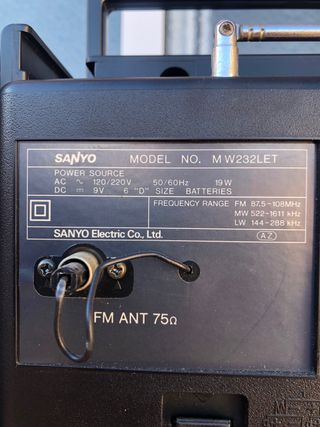 SANYO MODEL NO. MW232LET
POWER SOURCE
AC ~ 120/220V 50/60Hz 19W
DC ⎓ 9V 6 "D" SIZE BATTERIES
FREQUENCY RANGE FM 87.5-108MHz
MW 522-1611 kHz
LW 144-288 kHz
SANYO Electric Co., Ltd.
AZ
FM ANT 75Ω